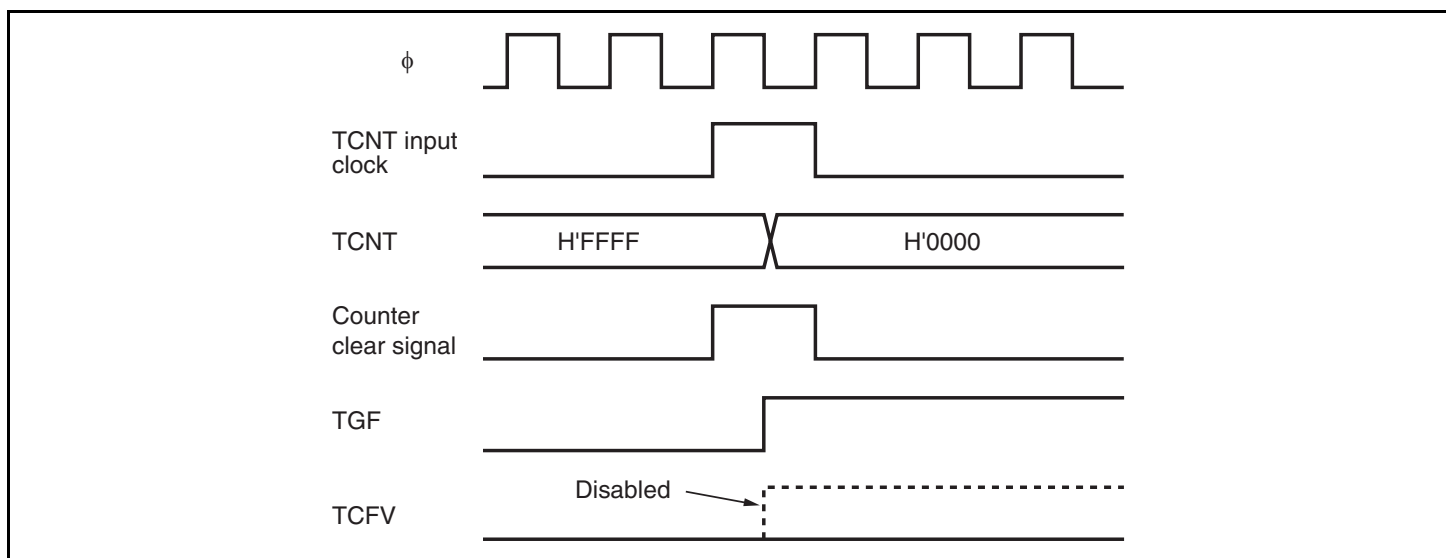 ϕ
TCNT input
clock
TCNT
H'FFFF
H'0000
Counter
clear signal
TGF
Disabled
TCFV